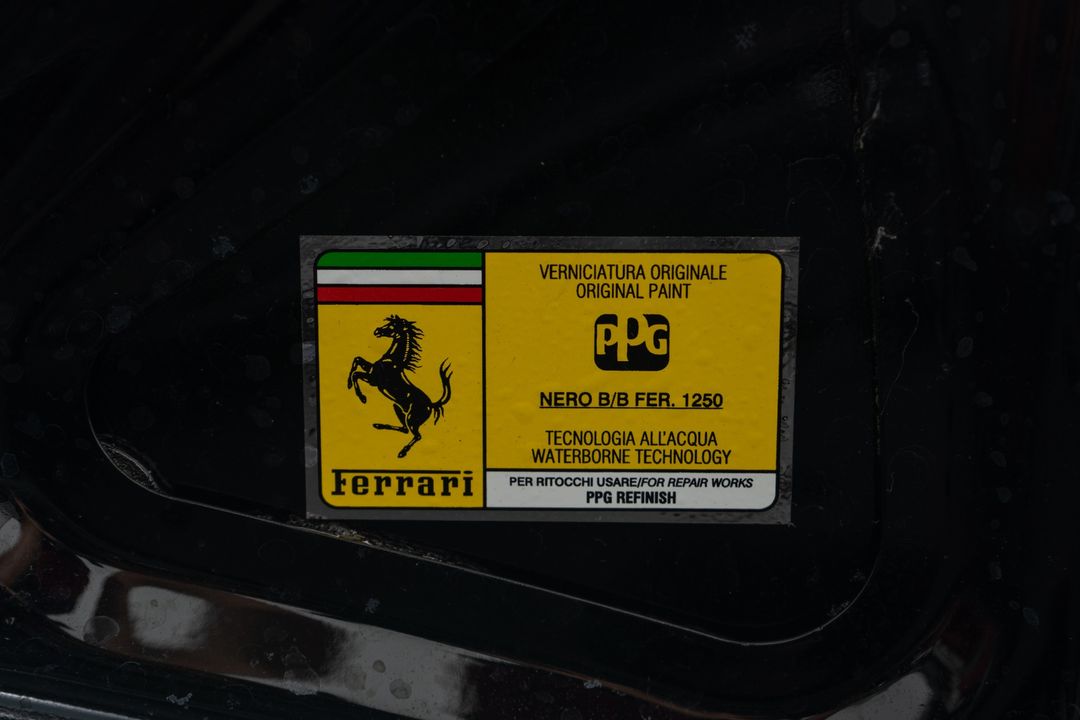 Ferrari
VERNICIATURA ORIGINALE
ORIGINAL PAINT
PPG
NERO B/B FER. 1250
TECNOLOGIA ALL'ACQUA
WATERBORNE TECHNOLOGY
PER RITOCCHI USARE/FOR REPAIR WORKS
PPG REFINISH